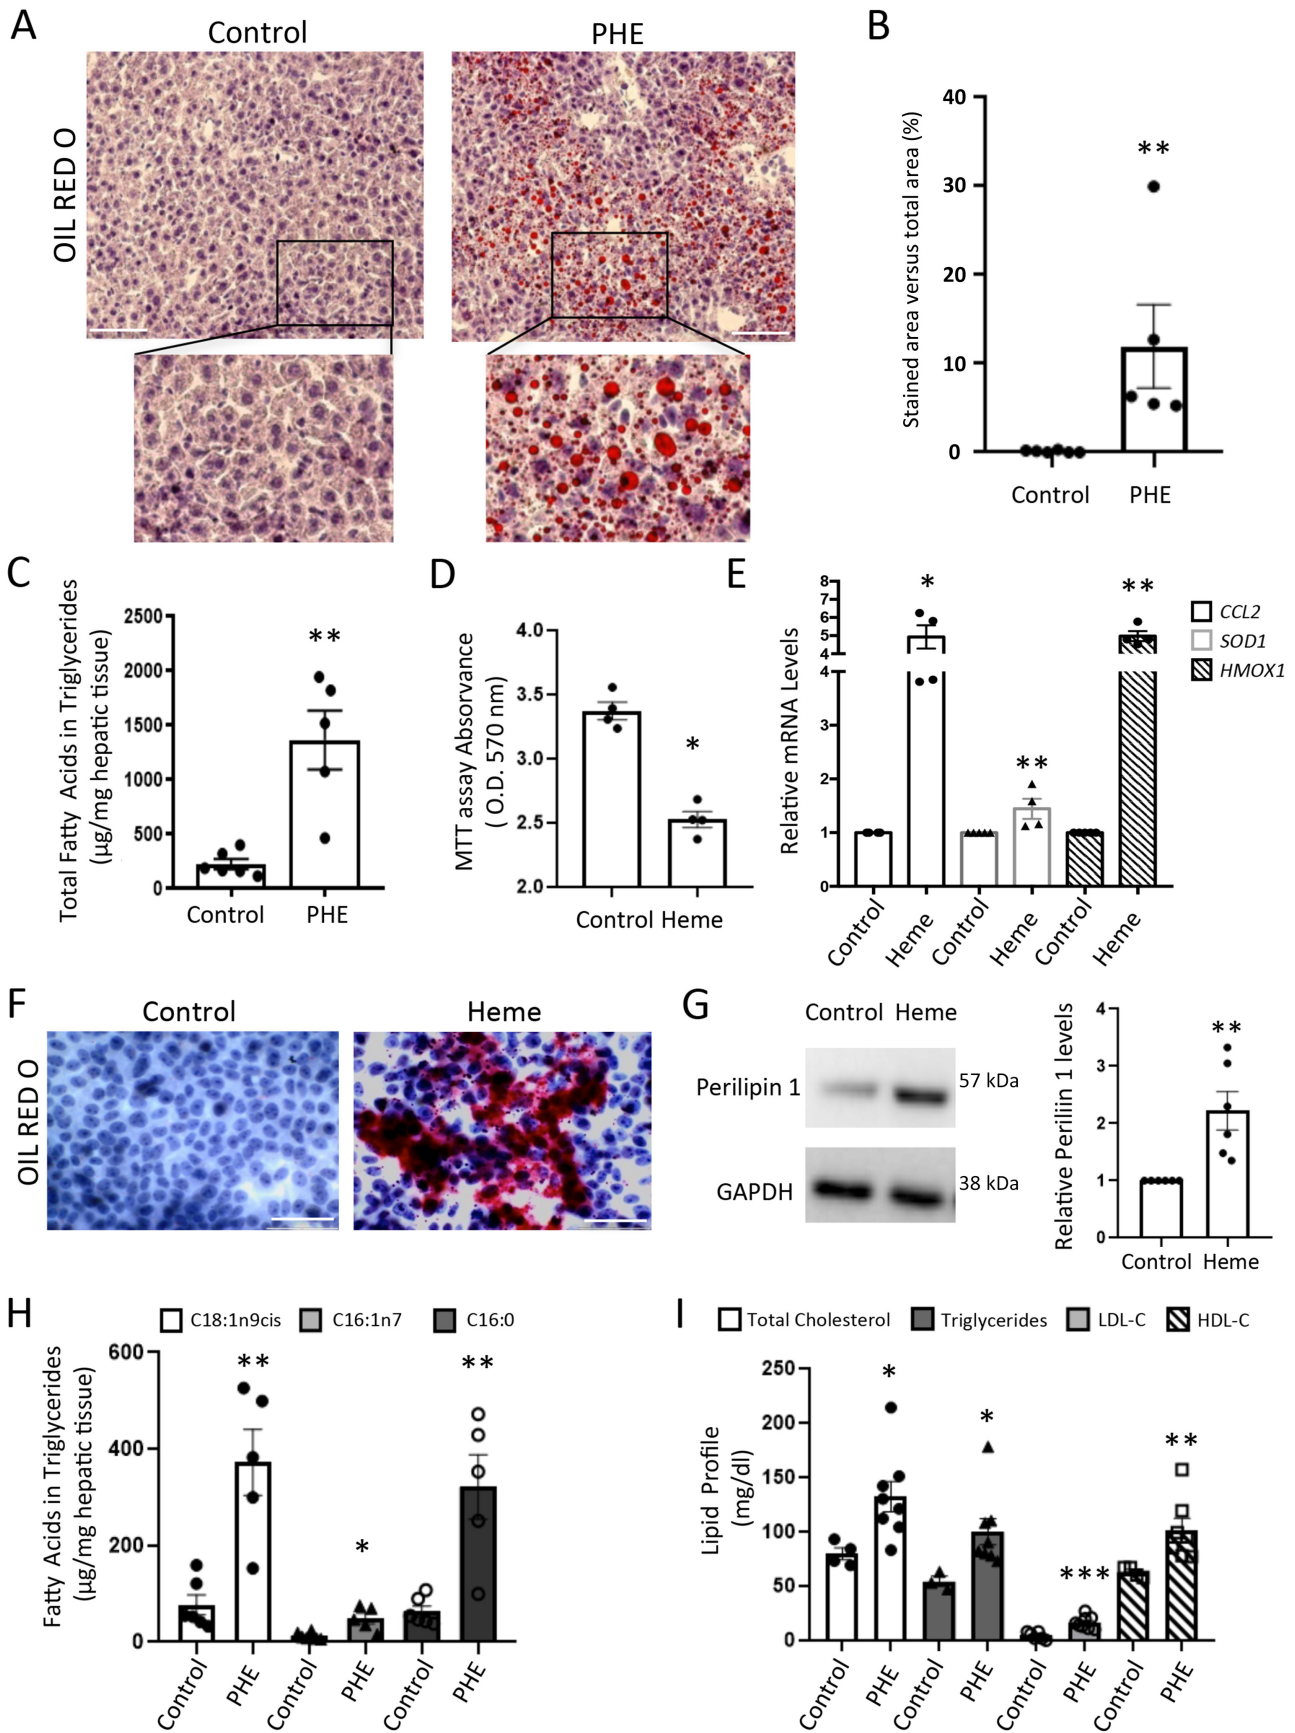 A
Control
PHE
OIL RED O
B
Stained area versus total area (%)
40
30
20
10
0
**
Control
PHE
C
Total Fatty Acids in Triglycerides
(µg/mg hepatic tissue)
2500
2000
1500
1000
500
0
**
Control
PHE
D
MTT assay Absorvance
( O.D. 570 nm)
4.0
3.5
3.0
2.5
2.0
*
Control Heme
E
Relative mRNA Levels
8
7
6
5
4
4
3
2
1
0
*
**
**
Control
Heme
Control
Heme
Control
Heme
CCL2
SOD1
HMOX1
F
Control
Heme
OIL RED O
G
Control Heme
Perilipin 1
57 kDa
GAPDH
38 kDa
Relative Periliin 1 levels
4
3
2
1
0
**
Control Heme
H
C18:1n9cis
C16:1n7
C16:0
Fatty Acids in Triglycerides
(µg/mg hepatic tissue)
600
400
200
0
**
*
**
Control
PHE
Control
PHE
Control
PHE
I
Total Cholesterol
Triglycerides
LDL-C
HDL-C
Lipid Profile
(mg/dl)
250
200
150
100
50
0
*
*
***
**
Control
PHE
Control
PHE
Control
PHE
Control
PHE